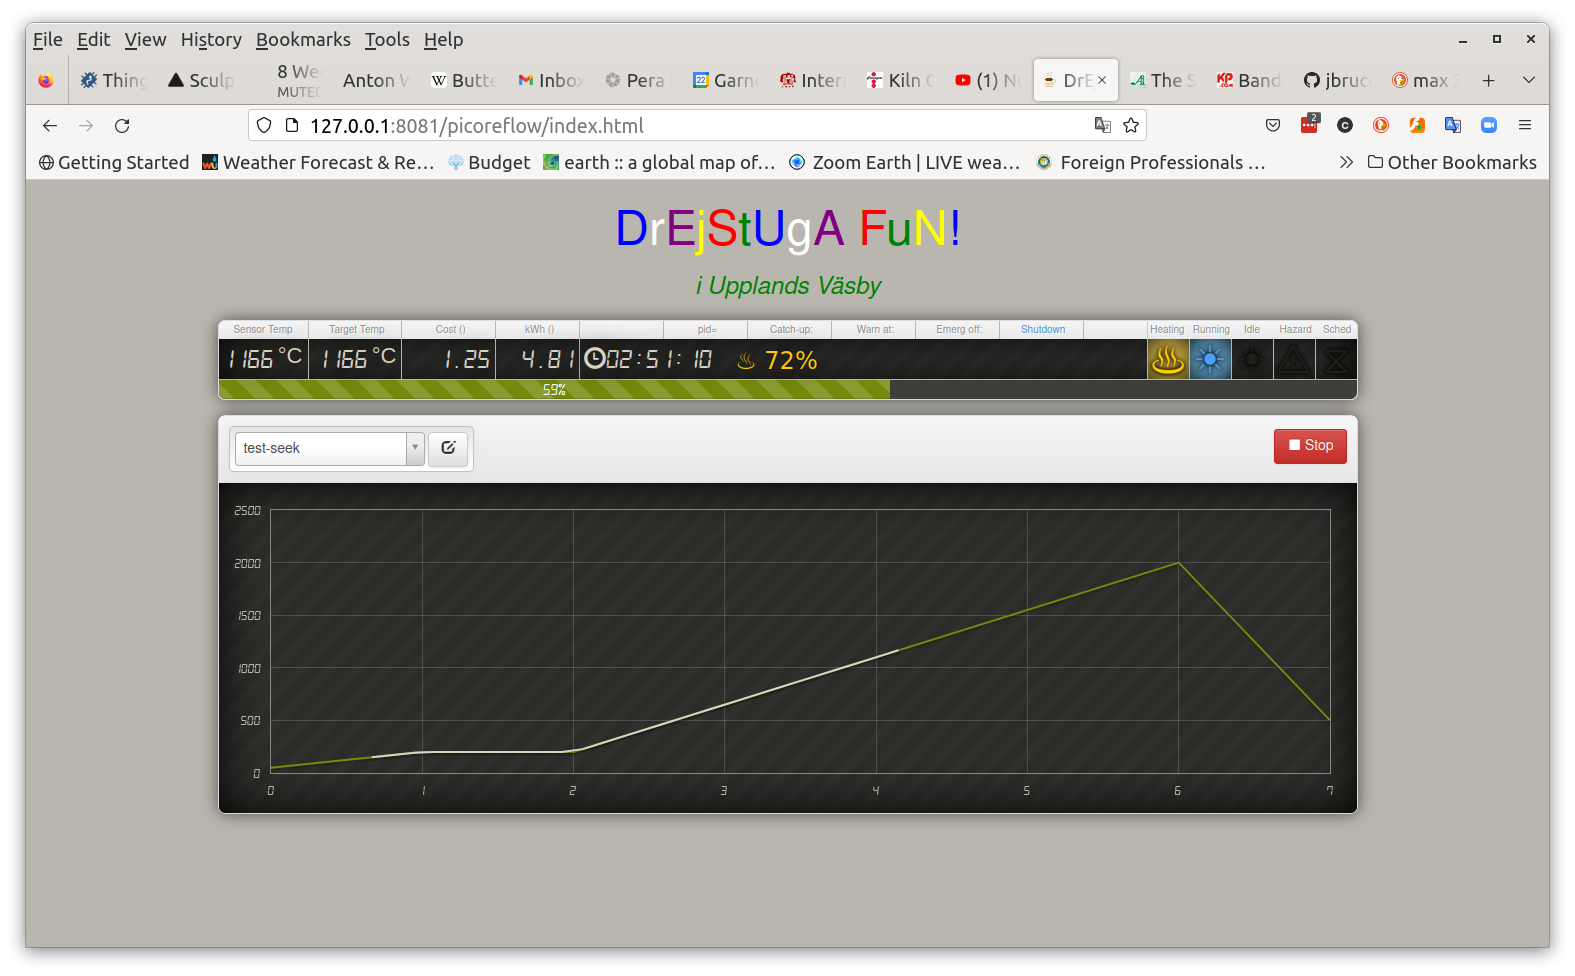 File Edit View History Bookmarks Tools Help
Thing Sculp 8 We Anton W Butte Inbox Pera Garne Inter Kiln (1) N DrE The S Band jbruc max
MUTED
127.0.0.1:8081/picoreflow/index.html 2
Getting Started Weather Forecast & Re… Budget earth :: a global map of… Zoom Earth | LIVE wea… Foreign Professionals … Other Bookmarks
DrEjStUgA FuN!
i Upplands Väsby
Sensor Temp Target Temp Cost () kWh () pid= Catch-up: Warn at: Emerg off: Shutdown Heating Running Idle Hazard Sched
1166 °C 1166 °C 1.25 4.81 02:51:10 72%
59%
test-seek Stop
2500
2000
1500
1000
500
0
0 1 2 3 4 5 6 7